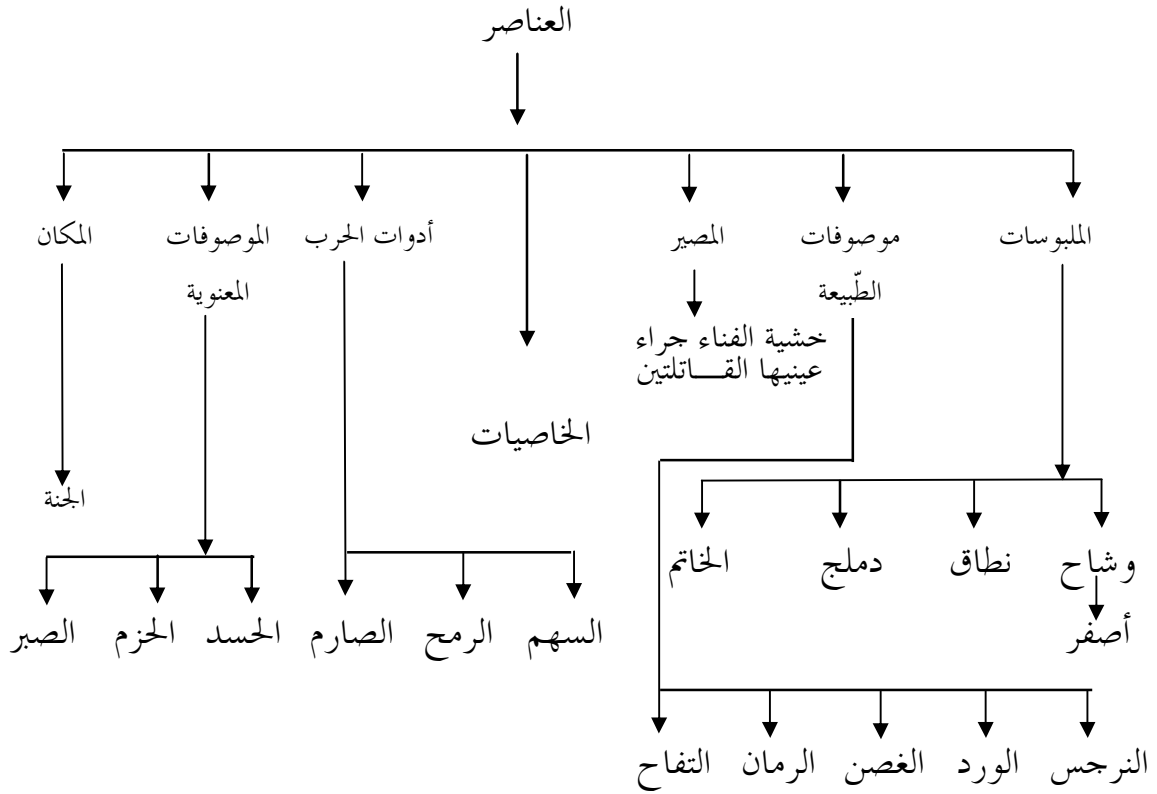 العناصر
الملبوسات
موصوفات
الطّبيعة
المصير
أدوات الحرب
الموصوفات
المعنوية
المكان
خشية الفناء جراء
عينيها القـــاتلتين
الخاصيات
الجنة
وشاح
نطاق
دملج
الخاتم
أصفر
السهم
الرمح
الصارم
الحسد
الحزم
الصبر
النرجس
الورد
الغصن
الرمان
التفاح